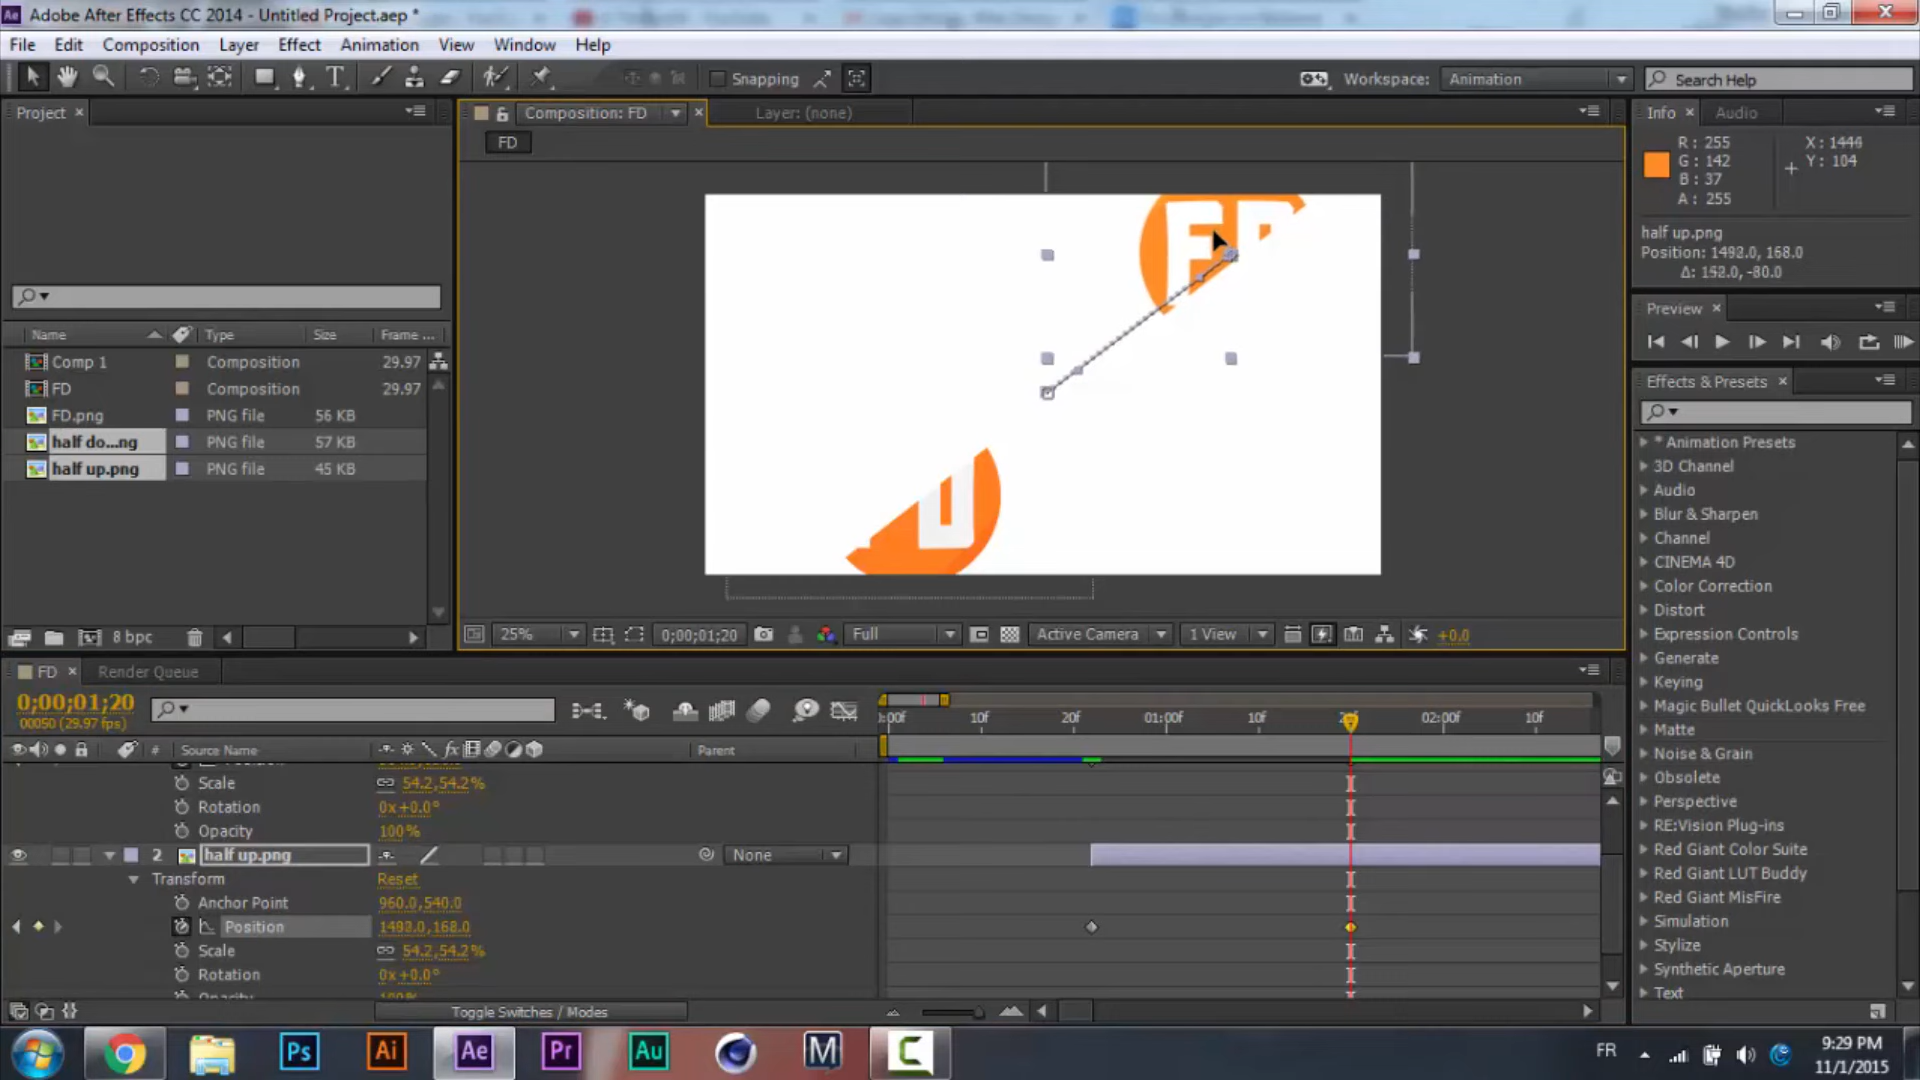 Adobe After Effects CC 2014 - Untitled Project.aep *
File Edit Composition Layer Effect Animation View Window Help
Snapping
Workspace: Animation
Search Help
Project
Composition: FD
Layer: (none)
FD
Info
Audio
R: 255
G: 142
B: 37
A: 255
X: 1446
Y: 104
half up.png
Position: 1492.0, 168.0
Δ: 152.0, -80.0
Preview
Effects & Presets
Name Type Size Frame ...
Comp 1 Composition 29.97
FD Composition 29.97
FD.png PNG file 56 KB
half do...ng PNG file 57 KB
half up.png PNG file 45 KB
8 bpc
* Animation Presets
3D Channel
Audio
Blur & Sharpen
Channel
CINEMA 4D
Color Correction
Distort
Expression Controls
Generate
Keying
Magic Bullet QuickLooks Free
Matte
Noise & Grain
Obsolete
Perspective
RE:Vision Plug-ins
Red Giant Color Suite
Red Giant LUT Buddy
Red Giant MisFire
Simulation
Stylize
Synthetic Aperture
Text
25%
0;00;01;20
Full
Active Camera
1 View
+0.0
FD
Render Queue
0;00;01;20
00050 (29.97 fps)
:00f 10f 20f 01:00f 10f 02:00f 10f
# Source Name
Parent
Scale 54.2,54.2%
Rotation 0x+0.0°
Opacity 100%
2 half up.png None
Transform Reset
Anchor Point 960.0,540.0
Position 1492.0,168.0
Scale 54.2,54.2%
Rotation 0x+0.0°
Toggle Switches / Modes
Ps Ai Ae Pr Au M C
FR
9:29 PM
11/1/2015